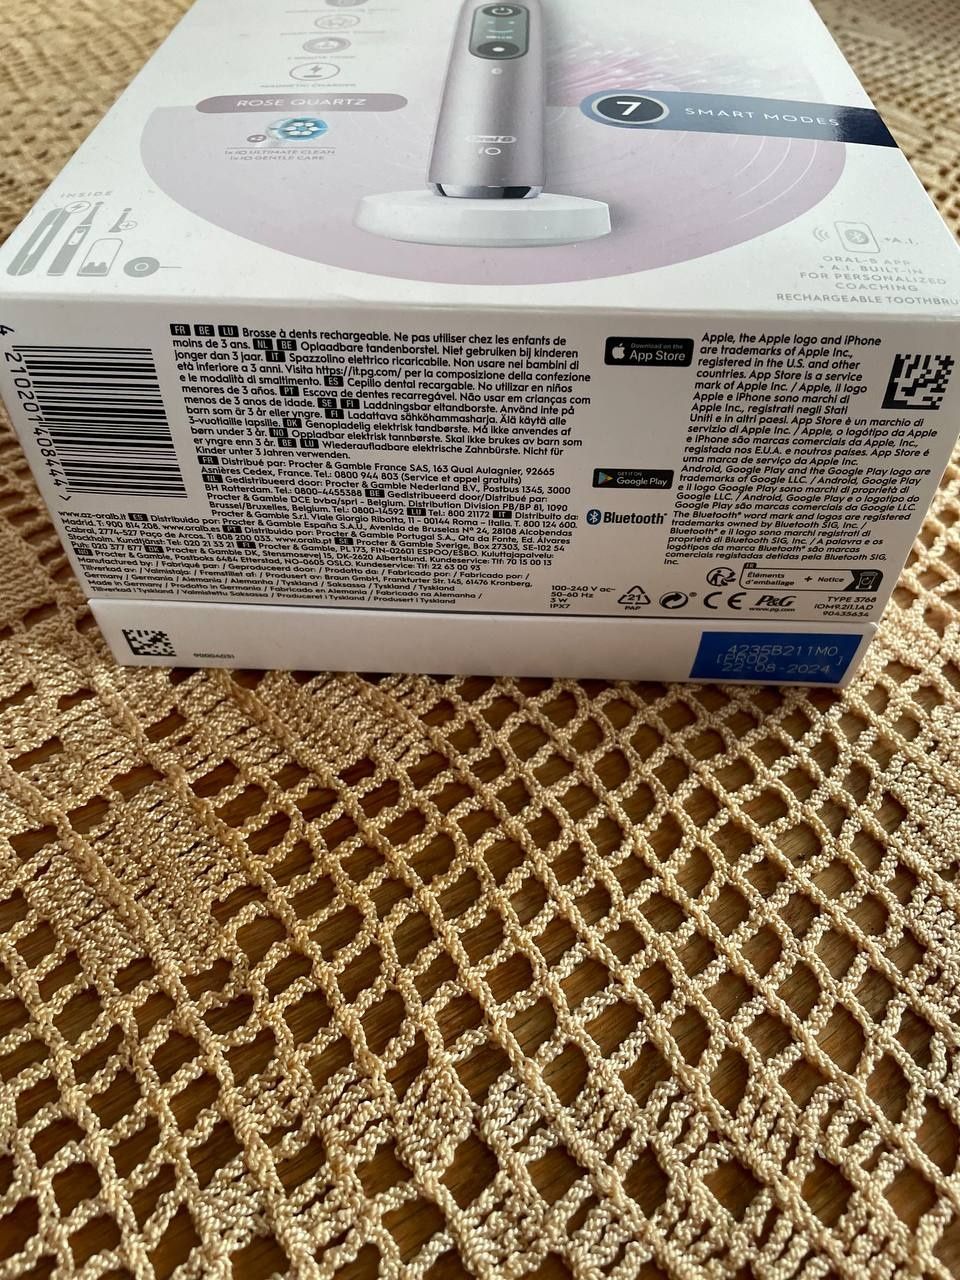 ROSE QUARTZ
1x iO ULTIMATE CLEAN
1x iO GENTLE CARE
MAGNETIC CHARGER
Oral-B
iO
7 SMART MODES
INSIDE
+A.I.
ORAL-B APP
+ A.I. BUILT-IN
FOR PERSONALIZED
COACHING
RECHARGEABLE TOOTHBRU
FR BE LU Brosse à dents rechargeable. Ne pas utiliser chez les enfants de
moins de 3 ans. NL BE Oplaadbare tandenborstel. Niet gebruiken bij kinderen
jonger dan 3 jaar. IT Spazzolino elettrico ricaricabile. Non usare nei bambini di
età inferiore a 3 anni. Visita https://it.pg.com/ per la composizione della confezione
e le modalità di smaltimento. ES Cepillo dental recargable. No utilizar en niños
menores de 3 años. PT Escova de dentes recarregável. Não usar em crianças com
menos de 3 anos de idade. SE FI Laddningsbar eltandborste. Använd inte på
barn som är 3 år eller yngre. FI Ladattava sähköhammasharja. Älä käytä alle
3-vuotiaille lapsille. DK Genopladelig elektrisk tandbørste. Må ikke anvendes af
børn under 3 år. NO Oppladbar elektrisk tannbørste. Skal ikke brukes av barn som
er yngre enn 3 år. BE LU Wiederaufladbare elektrische Zahnbürste. Nicht für
Kinder unter 3 Jahren verwenden.
FR Distribué par: Procter & Gamble France SAS, 163 Quai Aulagnier, 92665
Asnières Cedex, France. Tel.: 0800 944 803 (Service et appel gratuits)
NL Gedistribueerd door: Procter & Gamble Nederland B.V., Postbus 1345, 3000
BH Rotterdam. Tel.: 0800-4455388 BE Gedistribueerd door/Distribué par:
Procter & Gamble DCE bvba/sprl - Belgium. Distribution Division PB/BP 81, 1090
Brussel/Bruxelles, Belgium. Tel.: 0800-14592 LU Tel.: 800 21172 IT Distribuito da:
Procter & Gamble S.r.l. Viale Giorgio Ribotta, 11 - 00144 Roma - Italia. T. 800 124 600.
www.az-oralb.it ES Distribuido por: Procter & Gamble España S.A.U., Avenida de Bruselas Nº 24, 28108 Alcobendas
Madrid, T: 900 814 208, www.oralb.es PT Distribuído por: Procter & Gamble Portugal S.A., Qta da Fonte, Ed. Álvares
Cabral, 2774-527 Paço de Arcos. T: 808 200 033. www.oralb.pt SE Procter & Gamble Sverige, Box 27303, SE-102 54
Stockholm. Kundtjänst: Tel: 020 21 33 21 FI Procter & Gamble, PL 173, FIN-02601 ESPOO/ESBO, Kuluttajapalvelu:
Puh: 020 377 877 DK Procter & Gamble DK, Stensmosevej 15, DK-2620 Albertslund. Kundeservice: Tlf: 70 15 00 13
NO Procter & Gamble, Postboks 6484 Etterstad, NO-0605 OSLO. Kundeservice: Tlf: 22 63 00 99
Manufactured by: / Fabriqué par: / Geproduceerd door: / Prodotto da: / Fabricado por: / Fabricado por:
Tillverkad av: / Valmistaja: / Fremstillet af: / Produsert av: Braun GmbH, Frankfurter Str. 145, 61476 Kronberg,
Germany / Germany / Alemania / Alemanha / Tyskland / Saksassa / Tyskland / Tyskland
Made in Germany / Prodotto in Germania / Fabricado en Alemania / Fabricado na Alemanha /
Tillverkad i Tyskland / Valmistettu Saksassa / Produceret i Tyskland / Produsert i Tyskland
4 210201 408444 >
Download on the
App Store
GET IT ON
Google Play
Bluetooth®
Apple, the Apple logo and iPhone
are trademarks of Apple Inc.,
registered in the U.S. and other
countries. App Store is a service
mark of Apple Inc. / Apple, il logo
Apple e iPhone sono marchi di
Apple Inc., registrati negli Stati
Uniti e in altri paesi. App Store è un marchio di
servizio di Apple Inc. / Apple, o logótipo da Apple
e iPhone são marcas comerciais da Apple Inc.,
registadas nos E.U.A. e noutros países. App Store é
uma marca de serviço da Apple Inc.
Android, Google Play and the Google Play logo are
trademarks of Google LLC. / Android, Google Play
e il logo Google Play sono marchi di proprietà di
Google LLC. / Android, Google Play e o logótipo da
Google Play são marcas comerciais da Google LLC.
The Bluetooth® word mark and logos are registered
trademarks owned by Bluetooth SIG, Inc. /
Bluetooth® e il logo sono marchi registrati di
proprietà di Bluetooth SIG, Inc. / A palavra e os
logótipos da marca Bluetooth® são marcas
comerciais registadas detidas pela Bluetooth SIG,
Inc.
FR
Éléments
d'emballage + Notice
100-240 V ac~
50-60 Hz
3 W
IPX7
21
PAP
CE
P&G
www.pg.com
TYPE 3768
iOM9.2I1.1AD
90435634
4235B211M0
[PROD ]
22-08-2024